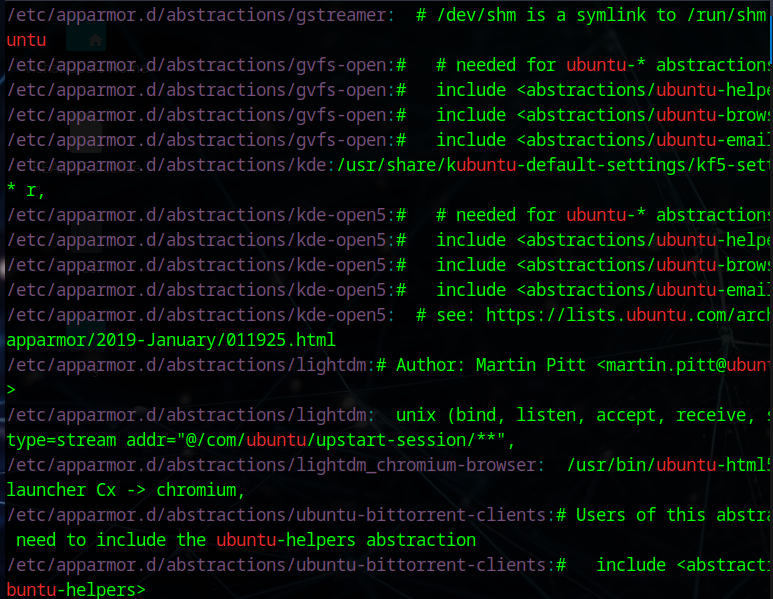 /etc/apparmor.d/abstractions/gstreamer:  # /dev/shm is a symlink to /run/shm
untu
/etc/apparmor.d/abstractions/gvfs-open:#   # needed for ubuntu-* abstractions
/etc/apparmor.d/abstractions/gvfs-open:#   include <abstractions/ubuntu-helpe
/etc/apparmor.d/abstractions/gvfs-open:#   include <abstractions/ubuntu-brows
/etc/apparmor.d/abstractions/gvfs-open:#   include <abstractions/ubuntu-email
/etc/apparmor.d/abstractions/kde:/usr/share/kubuntu-default-settings/kf5-sett
* r,
/etc/apparmor.d/abstractions/kde-open5:#   # needed for ubuntu-* abstractions
/etc/apparmor.d/abstractions/kde-open5:#   include <abstractions/ubuntu-helpe
/etc/apparmor.d/abstractions/kde-open5:#   include <abstractions/ubuntu-brows
/etc/apparmor.d/abstractions/kde-open5:#   include <abstractions/ubuntu-email
/etc/apparmor.d/abstractions/kde-open5:  # see: https://lists.ubuntu.com/arch
apparmor/2019-January/011925.html
/etc/apparmor.d/abstractions/lightdm:# Author: Martin Pitt <martin.pitt@ubunt
>
/etc/apparmor.d/abstractions/lightdm:  unix (bind, listen, accept, receive, s
type=stream addr="@/com/ubuntu/upstart-session/**",
/etc/apparmor.d/abstractions/lightdm_chromium-browser:  /usr/bin/ubuntu-html5
launcher Cx -> chromium,
/etc/apparmor.d/abstractions/ubuntu-bittorrent-clients:# Users of this abstra
 need to include the ubuntu-helpers abstraction
/etc/apparmor.d/abstractions/ubuntu-bittorrent-clients:#   include <abstracti
buntu-helpers>